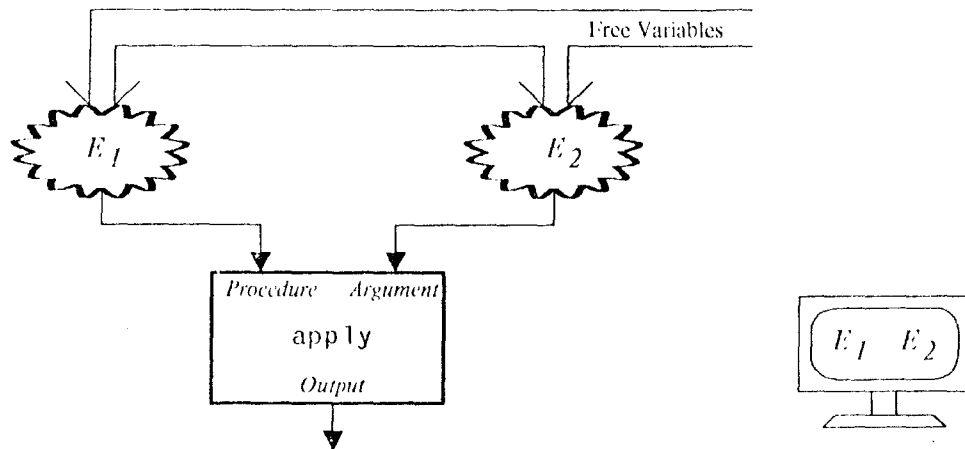 Free Variables
E1
E2
Procedure Argument
apply
Output
E1 E2